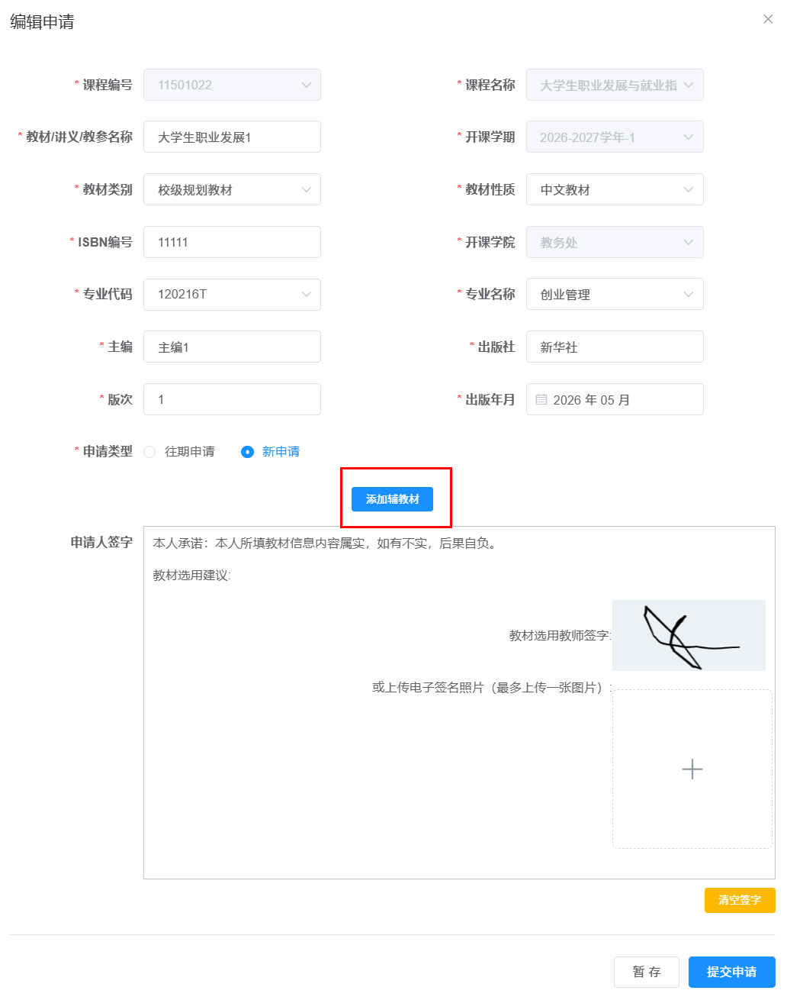 编辑申请
* 课程编号 11501022 * 课程名称 大学生职业发展与就业指
* 教材/讲义/教参名称 大学生职业发展1 * 开课学期 2026-2027学年-1
* 教材类别 校级规划教材 * 教材性质 中文教材
* ISBN编号 11111 * 开课学院 教务处
* 专业代码 120216T * 专业名称 创业管理
* 主编 主编1 * 出版社 新华社
* 版次 1 * 出版年月 2026 年 05 月
* 申请类型 往期申请 新申请
添加辅教材
申请人签字 本人承诺：本人所填教材信息内容属实，如有不实，后果自负。
教材选用建议:
教材选用教师签字:
或上传电子签名照片（最多上传一张图片）:
清空签字
暂 存 提交申请